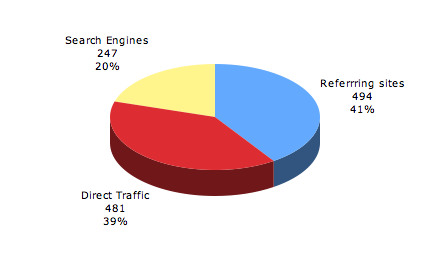 Search Engines
247
20%
Referrring sites
494
41%
Direct Traffic
481
39%